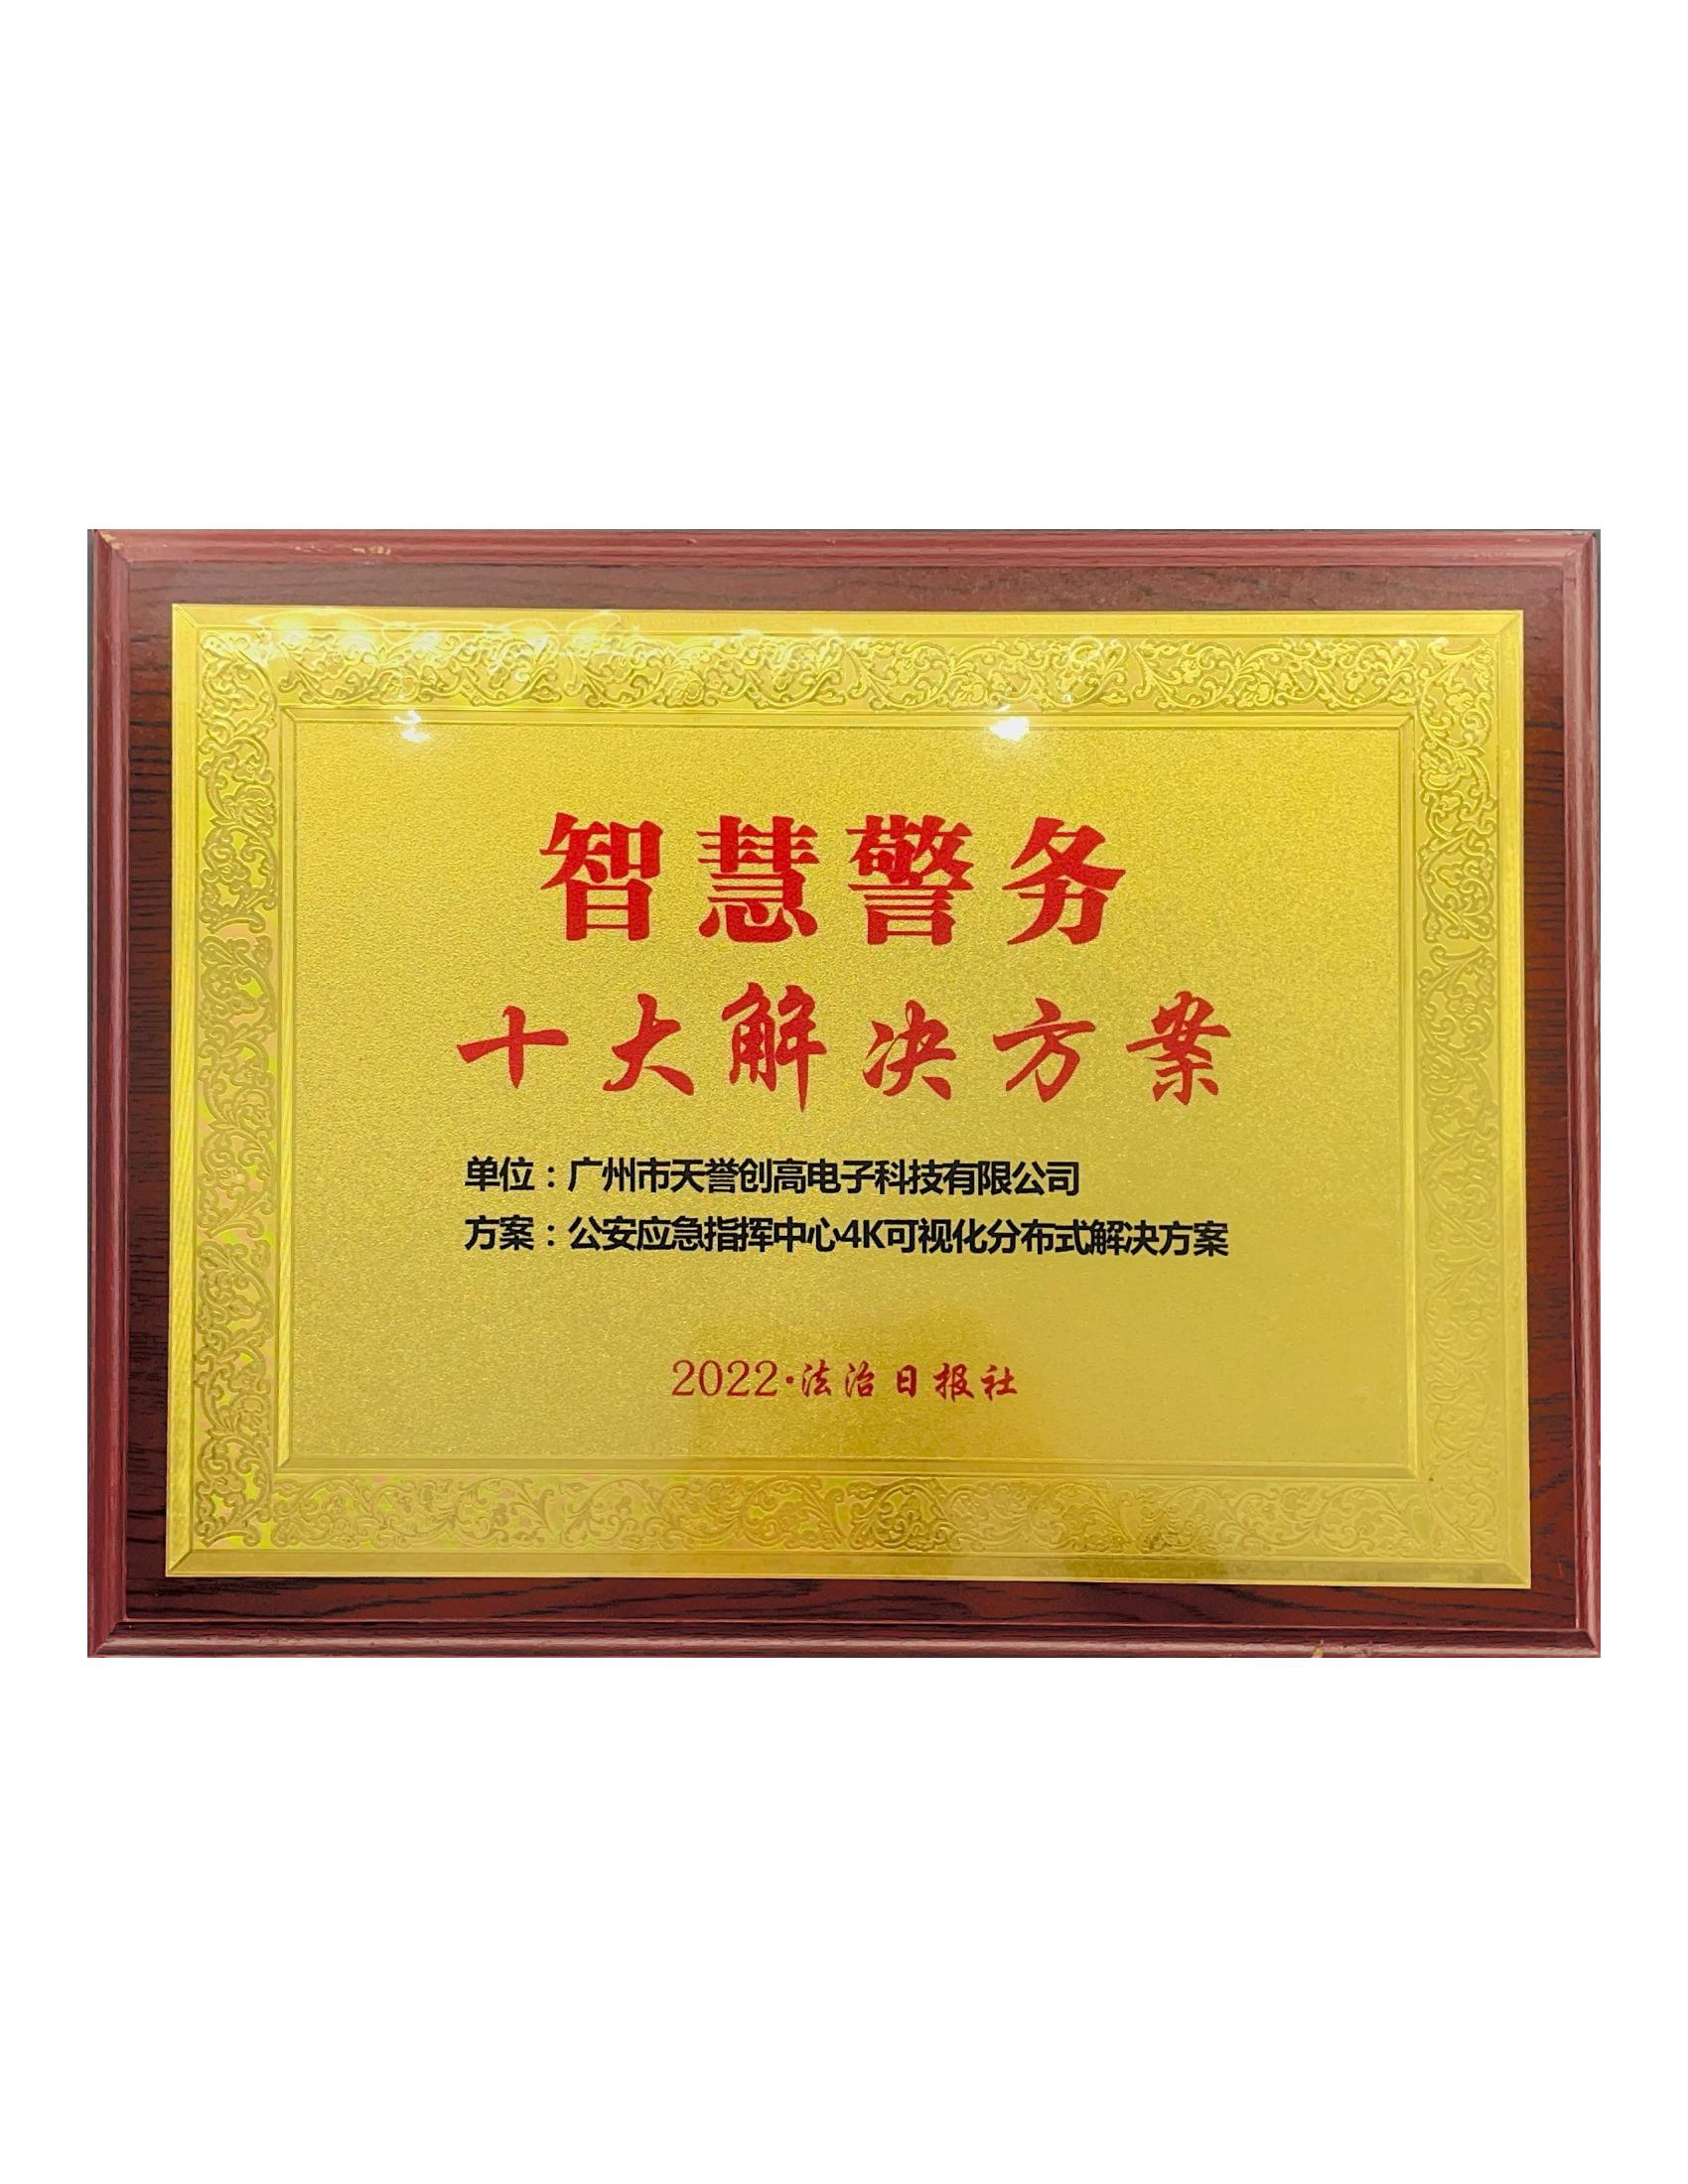 智慧警务
十大解决方案
单位：广州市天誉创高电子科技有限公司
方案：公安应急指挥中心4K可视化分布式解决方案
2022·法治日报社